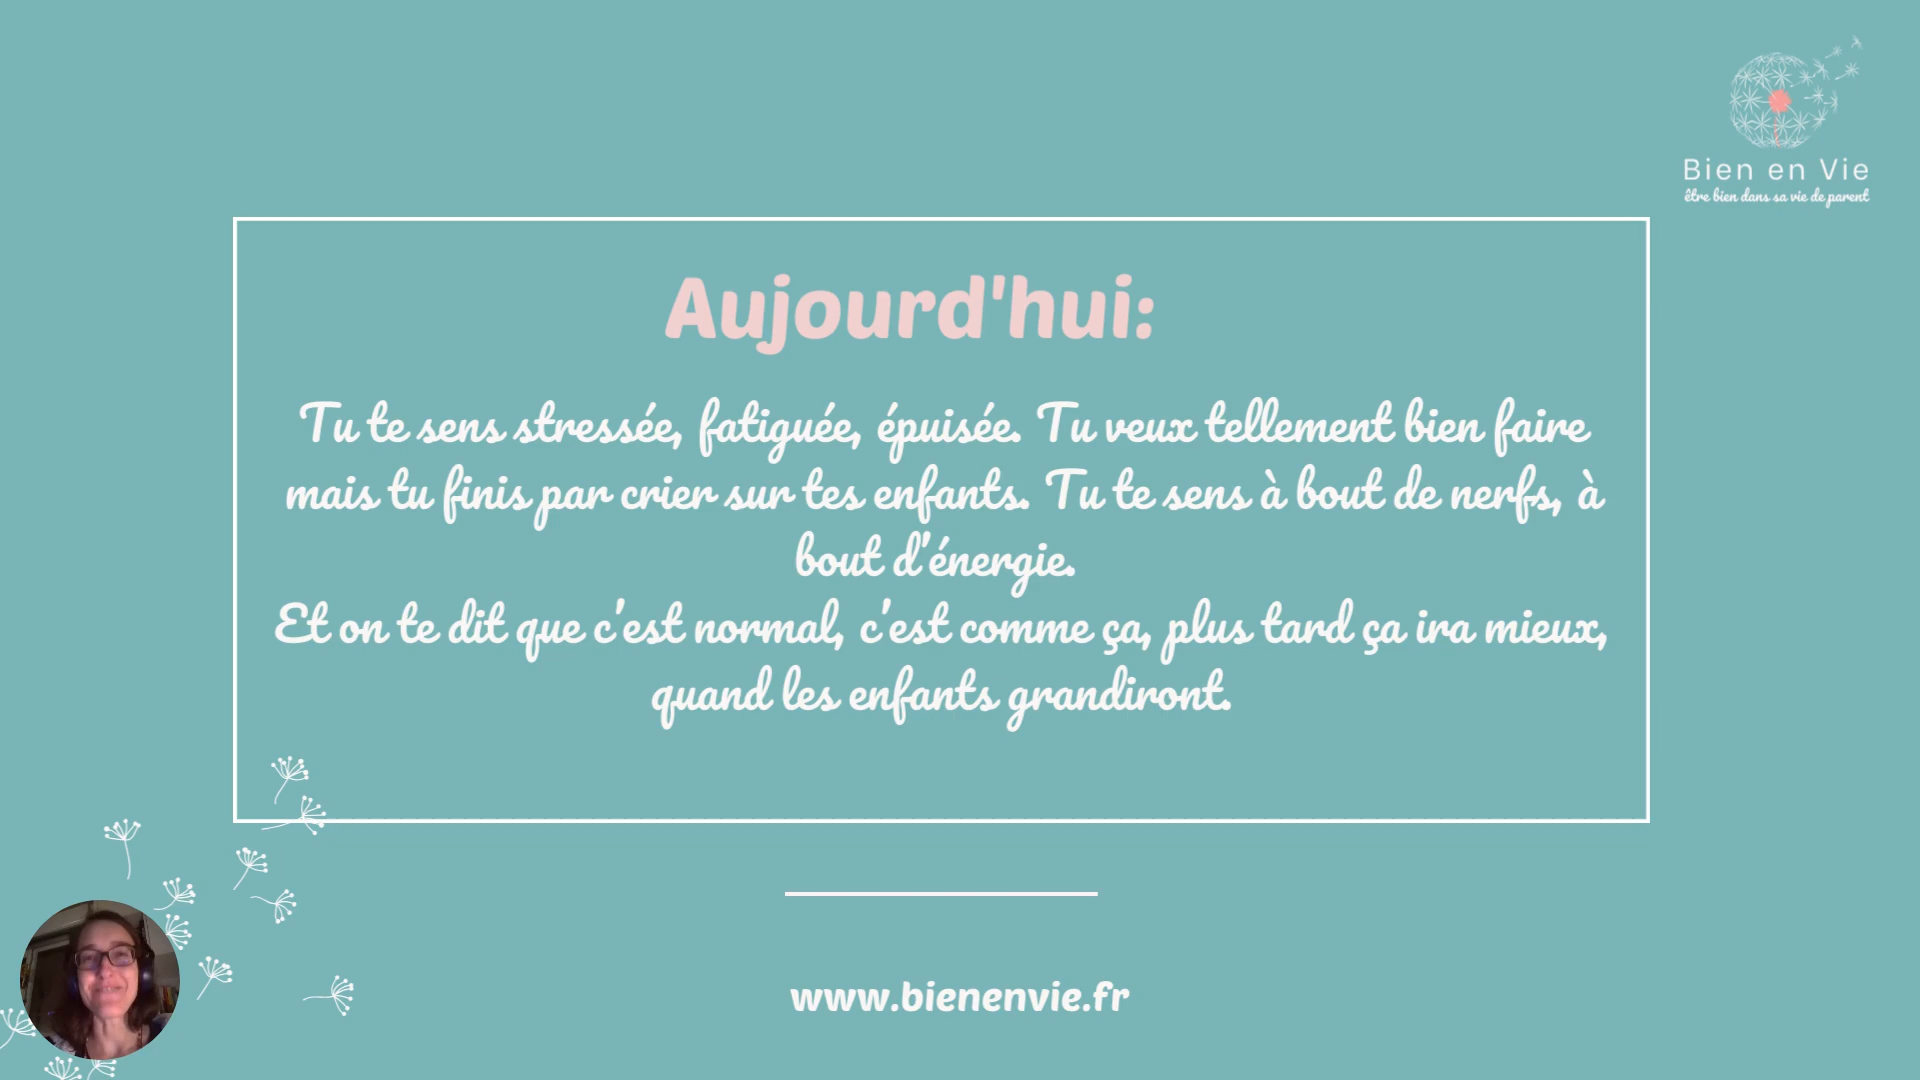 Bien en Vie
être bien dans sa vie de parent
Aujourd'hui:
Tu te sens stressée, fatiguée, épuisée. Tu veux tellement bien faire
mais tu finis par crier sur tes enfants. Tu te sens à bout de nerfs, à
bout d'énergie.
Et on te dit que c'est normal, c'est comme ça, plus tard ça ira mieux,
quand les enfants grandiront.
www.bienenvie.fr